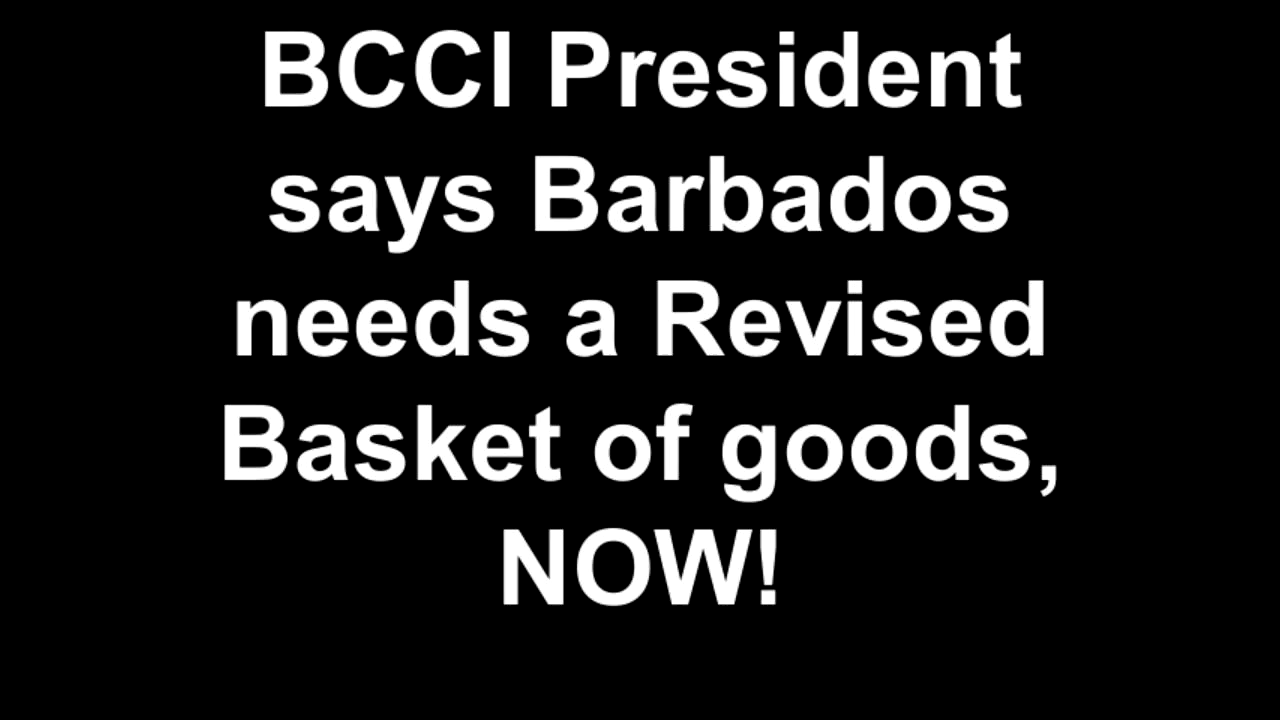 BCCI President
says Barbados
needs a Revised
Basket of goods,
NOW!